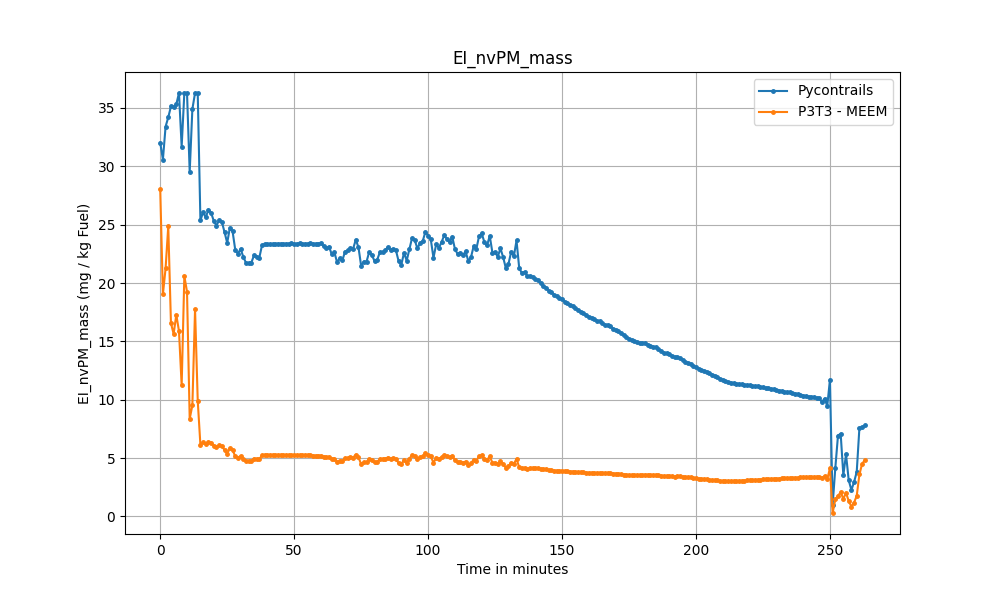 EI_nvPM_mass
Pycontrails
P3T3 - MEEM
EI_nvPM_mass (mg / kg Fuel)
35
30
25
20
15
10
5
0
0 50 100 150 200 250
Time in minutes